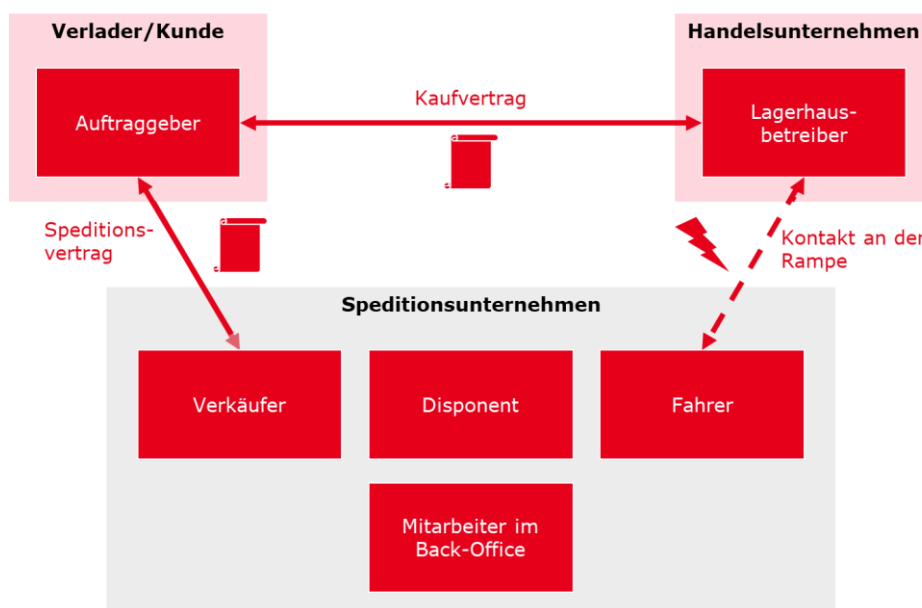 Verlader/Kunde
Handelsunternehmen
Auftraggeber
Kaufvertrag
Lagerhaus-
betreiber
Speditions-
vertrag
Kontakt an der
Rampe
Speditionsunternehmen
Verkäufer
Disponent
Fahrer
Mitarbeiter im
Back-Office